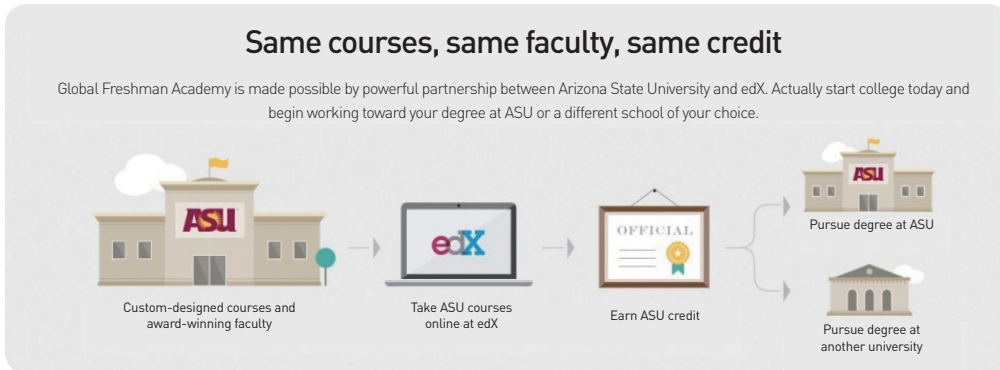 Same courses, same faculty, same credit
Global Freshman Academy is made possible by powerful partnership between Arizona State University and edX. Actually start college today and
begin working toward your degree at ASU or a different school of your choice.
ASU
Custom-designed courses and
award-winning faculty
edX
Take ASU courses
online at edX
OFFICIAL
Earn ASU credit
ASU
Pursue degree at ASU
Pursue degree at
another university